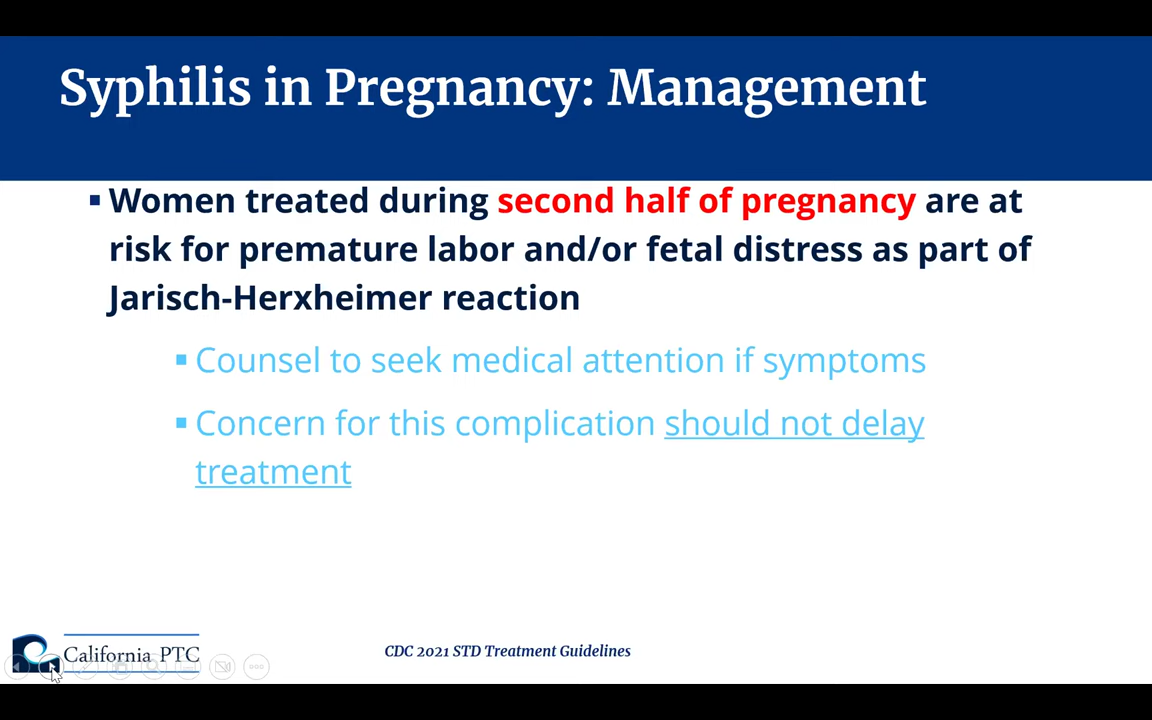 Syphilis in Pregnancy: Management
▪ Women treated during second half of pregnancy are at
risk for premature labor and/or fetal distress as part of
Jarisch-Herxheimer reaction
▪ Counsel to seek medical attention if symptoms
▪ Concern for this complication should not delay
treatment
California PTC
CDC 2021 STD Treatment Guidelines